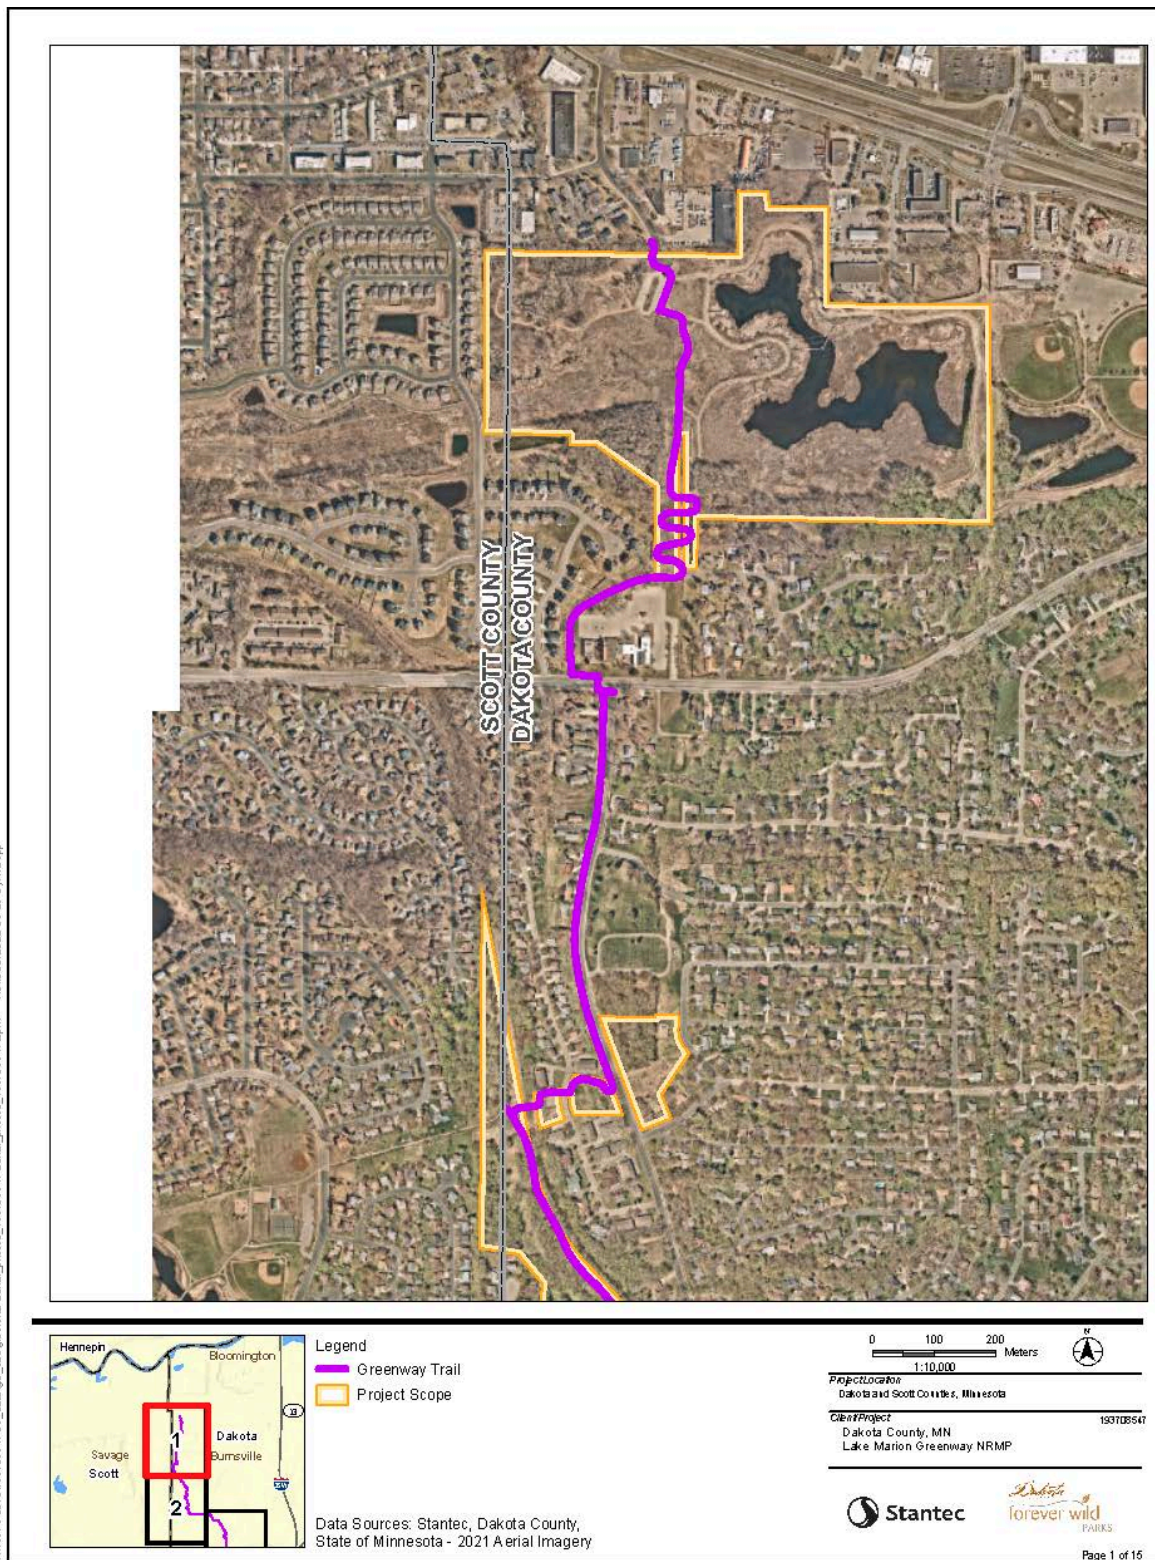 SCOTT COUNTY
DAKOTA COUNTY
Hennepin
Bloomington
13
1
Dakota
Savage
Burnsville
Scott
2
Legend
Greenway Trail
Project Scope
Data Sources: Stantec, Dakota County,
State of Minnesota - 2021 Aerial Imagery
0 100 200
Meters
1:10,000
N
Project Location
Dakota and Scott Counties, Minnesota
Client/Project 193708547
Dakota County, MN
Lake Marion Greenway NRMP
Stantec
Dakota
forever wild
PARKS
Page 1 of 15